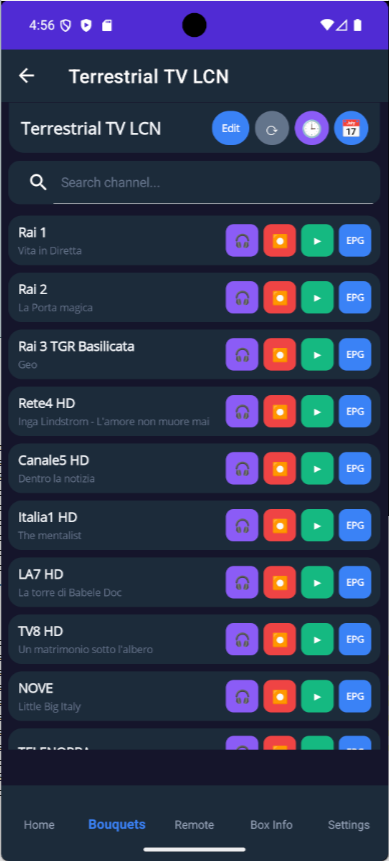 4:56
Terrestrial TV LCN
Terrestrial TV LCN Edit
Search channel...
Rai 1
Vita in Diretta
EPG
Rai 2
La Porta magica
EPG
Rai 3 TGR Basilicata
Geo
EPG
Rete4 HD
Inga Lindstrom - L'amore non muore mai
EPG
Canale5 HD
Dentro la notizia
EPG
Italia1 HD
The mentalist
EPG
LA7 HD
La torre di Babele Doc
EPG
TV8 HD
Un matrimonio sotto l'albero
EPG
NOVE
Little Big Italy
EPG
Home Bouquets Remote Box Info Settings